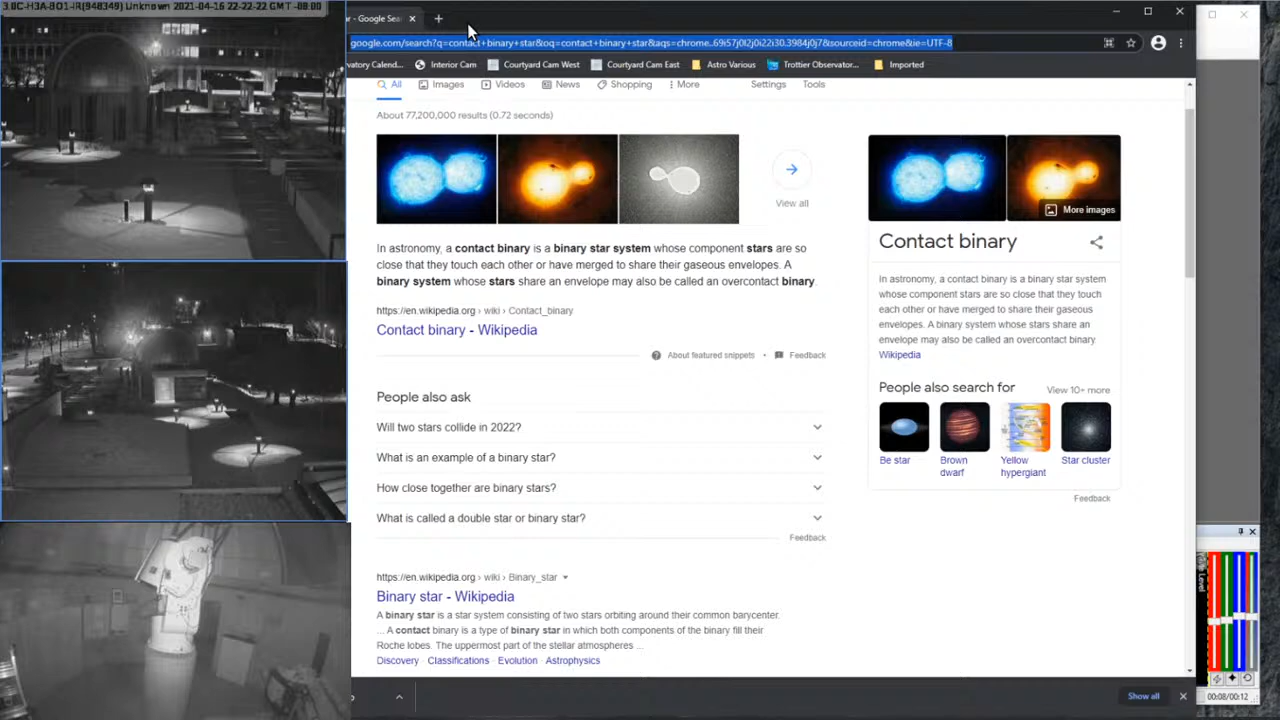 3.0C-H3A-BO1-IR(948349) Unknown 2021-04-16 22:22:22 GMT -08:00
ar - Google Sea
google.com/search?q=contact+binary+star&oq=contact+binary+star&aqs=chrome..69i57j0l2j0i22i30.3984j0j7&sourceid=chrome&ie=UTF-8
vatory Calend...
Interior Cam
Courtyard Cam West
Courtyard Cam East
Astro Various
Trottier Observator...
Imported
All
Images
Videos
News
Shopping
More
Settings
Tools
About 77,200,000 results (0.72 seconds)
View all
More images
In astronomy, a contact binary is a binary star system whose component stars are so
close that they touch each other or have merged to share their gaseous envelopes. A
binary system whose stars share an envelope may also be called an overcontact binary.
https://en.wikipedia.org › wiki › Contact_binary
Contact binary - Wikipedia
About featured snippets • Feedback
People also ask
Will two stars collide in 2022?
What is an example of a binary star?
How close together are binary stars?
What is called a double star or binary star?
Feedback
https://en.wikipedia.org › wiki › Binary_star
Binary star - Wikipedia
A binary star is a star system consisting of two stars orbiting around their common barycenter.
... A contact binary is a type of binary star in which both components of the binary fill their
Roche lobes. The uppermost part of the stellar atmospheres ...
Discovery · Classifications · Evolution · Astrophysics
Contact binary
In astronomy, a contact binary is a binary star system
whose component stars are so close that they touch
each other or have merged to share their gaseous
envelopes. A binary system whose stars share an
envelope may also be called an overcontact binary
Wikipedia
People also search for
View 10+ more
Be star
Brown
dwarf
Yellow
hypergiant
Star cluster
Feedback
Show all
00:08/00:12